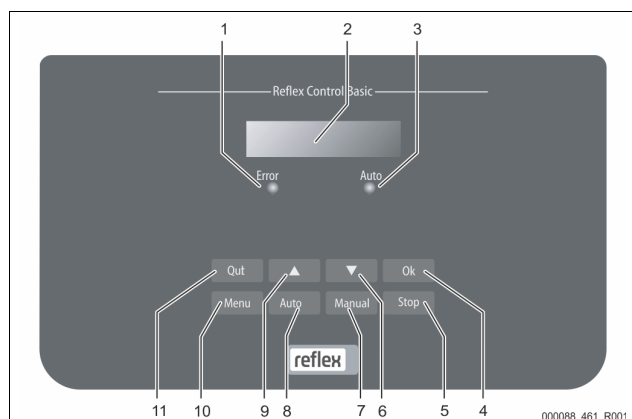 1 2 3
Reflex Control Basic
Error Auto
Qut ▲ ▼ Ok
Menu Auto Manual Stop
reflex
11 10 9 8 7 6 5 4
000088_461_R001